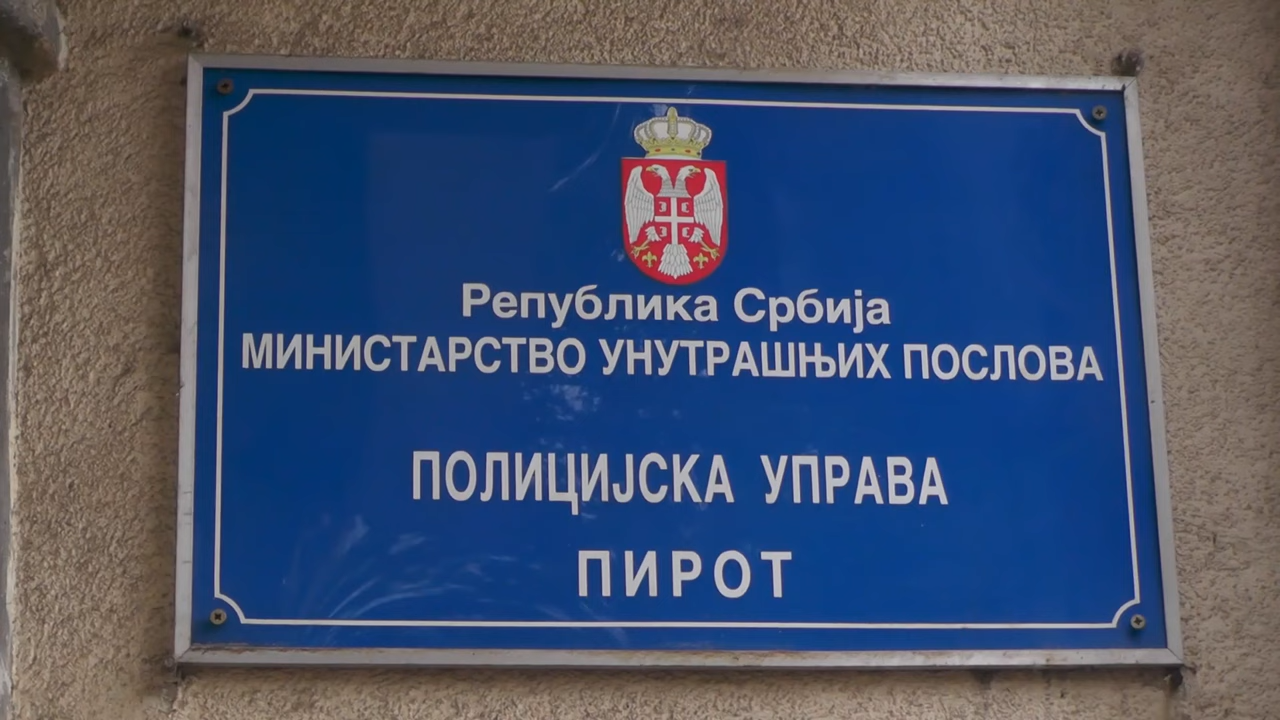 Република Србија
МИНИСТАРСТВО УНУТРАШЊИХ ПОСЛОВА
ПОЛИЦИЈСКА УПРАВА
ПИРОТ